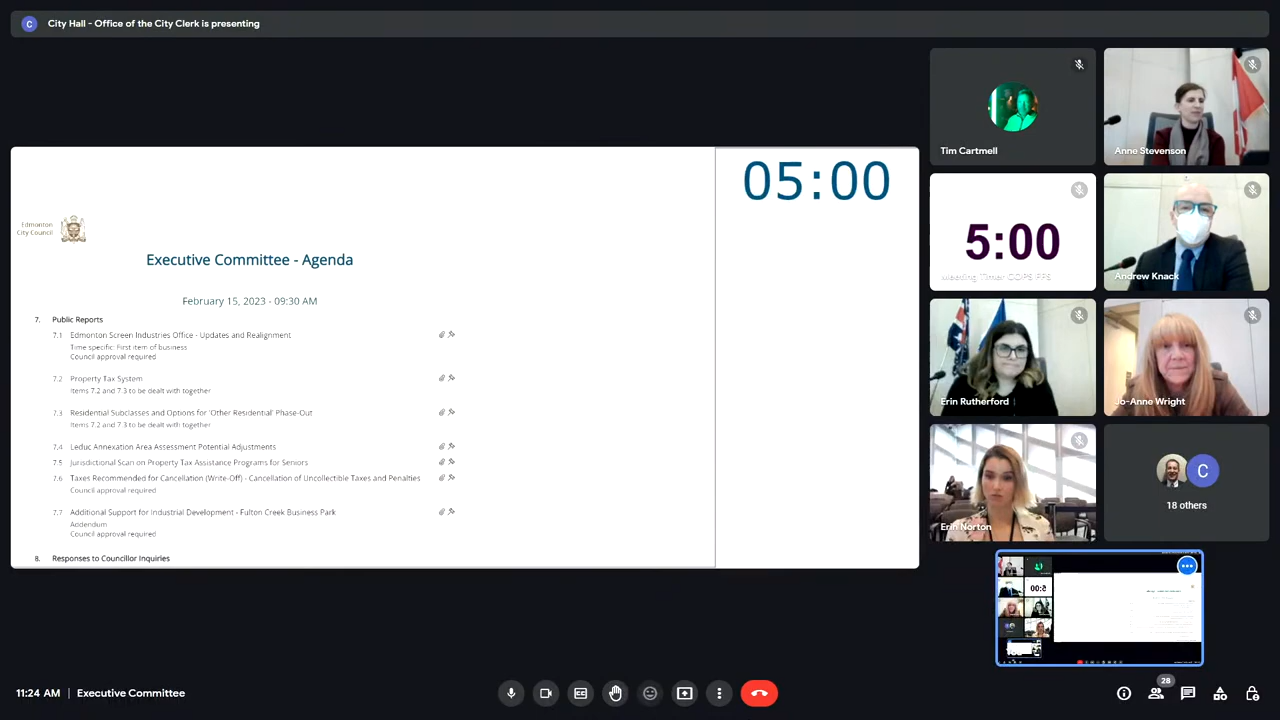 C City Hall - Office of the City Clerk is presenting
05:00
Edmonton
City Council
Executive Committee - Agenda
February 15, 2023 - 09:30 AM
7. Public Reports
7.1 Edmonton Screen Industries Office - Updates and Realignment
Time specific: First item of business
Council approval required
7.2 Property Tax System
Items 7.2 and 7.3 to be dealt with together
7.3 Residential Subclasses and Options for 'Other Residential' Phase-Out
Items 7.2 and 7.3 to be dealt with together
7.4 Leduc Annexation Area Assessment Potential Adjustments
7.5 Jurisdictional Scan on Property Tax Assistance Programs for Seniors
7.6 Taxes Recommended for Cancellation (Write-Off) - Cancellation of Uncollectible Taxes and Penalties
Council approval required
7.7 Additional Support for Industrial Development - Fulton Creek Business Park
Addendum
Council approval required
8. Responses to Councillor Inquiries
Tim Cartmell
Anne Stevenson
5:00
Meeting Timer
Andrew Knack
Erin Rutherford
Jo-Anne Wright
Erin Norton
C
18 others
11:24 AM | Executive Committee
CC
28